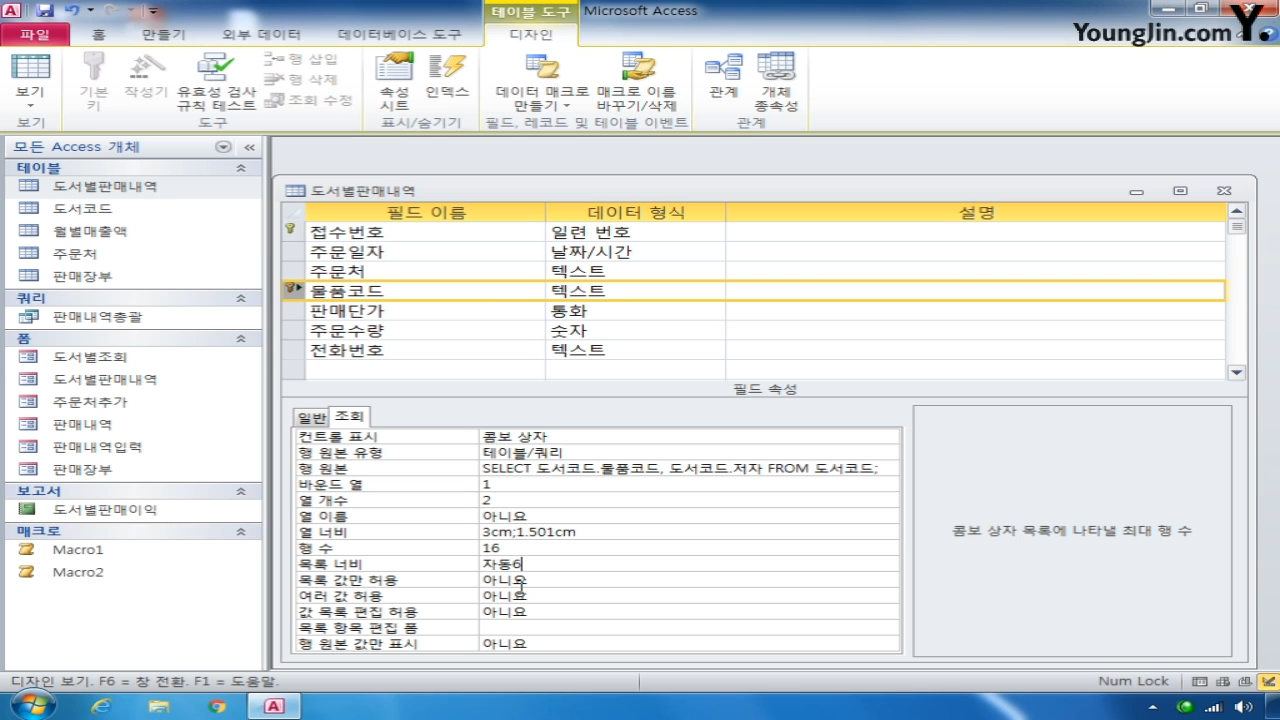 테이블 도구
Microsoft Access
YoungJin.com Y.
파일
홈
만들기
외부 데이터
데이터베이스 도구
디자인
보기
기본
키
작성기
유효성 검사
규칙 테스트
행 삽입
행 삭제
조회 수정
속성
시트
인덱스
데이터 매크로
만들기
매크로 이름
바꾸기/삭제
관계
개체
종속성
보기
도구
표시/숨기기
필드, 레코드 및 테이블 이벤트
관계
모든 Access 개체
테이블
도서별판매내역
도서코드
월별매출액
주문처
판매장부
쿼리
판매내역총괄
폼
도서별조회
도서별판매내역
주문처추가
판매내역
판매내역입력
판매장부
보고서
도서별판매이익
매크로
Macro1
Macro2
도서별판매내역
필드 이름 데이터 형식 설명
접수번호 일련 번호
주문일자 날짜/시간
주문처 텍스트
물품코드 텍스트
판매단가 통화
주문수량 숫자
전화번호 텍스트
필드 속성
일반 조회
컨트롤 표시 콤보 상자
행 원본 유형 테이블/쿼리
행 원본 SELECT 도서코드.물품코드, 도서코드.저자 FROM 도서코드;
바운드 열 1
열 개수 2
열 이름 아니요
열 너비 3cm;1.501cm
행 수 16
목록 너비 자동6
목록 값만 허용 아니요
여러 값 허용 아니요
값 목록 편집 허용 아니요
목록 항목 편집 폼
행 원본 값만 표시 아니요
콤보 상자 목록에 나타낼 최대 행 수
디자인 보기. F6 = 창 전환. F1 = 도움말.
Num Lock